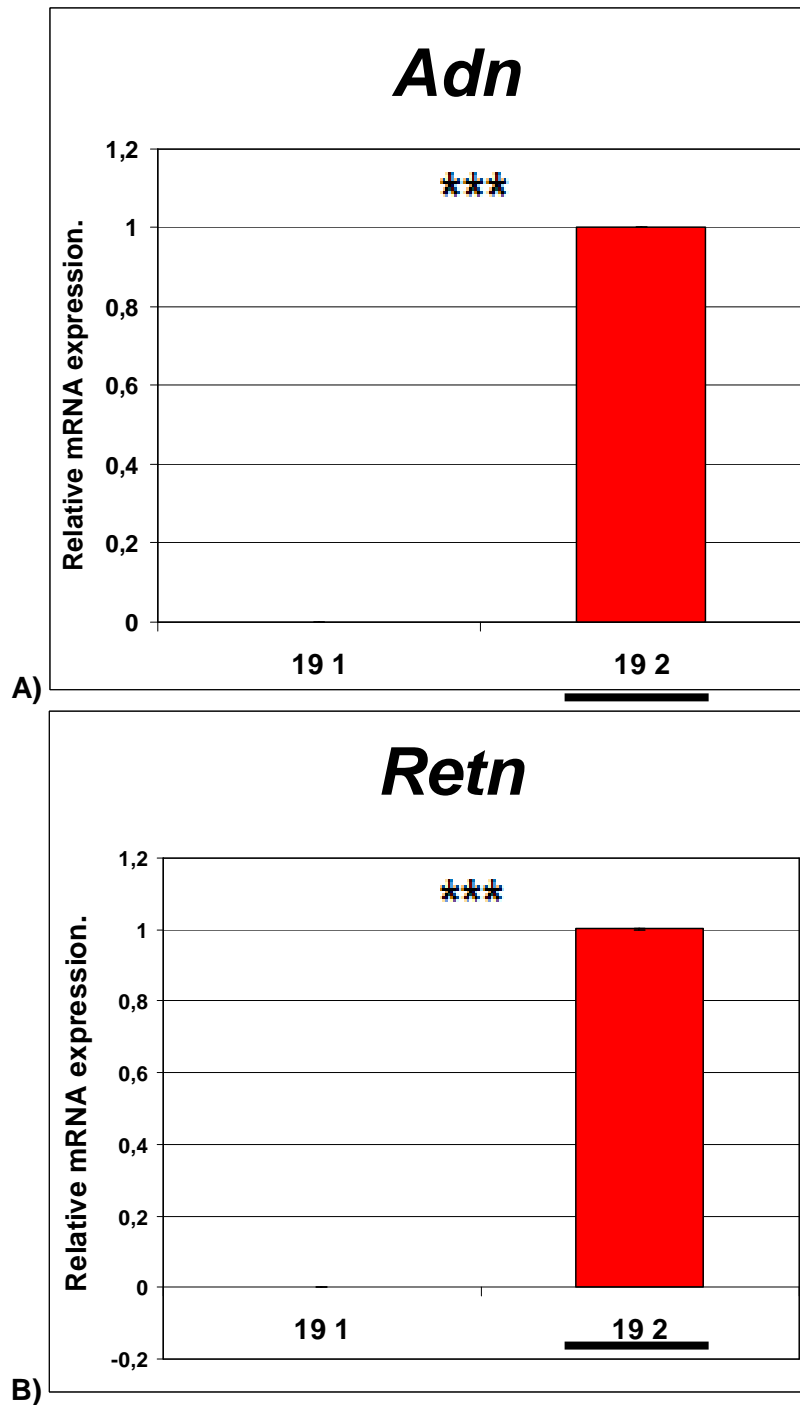 Adn
1,2
***
1
0,8
0,6
0,4
0,2
0
Relative mRNA expression.
19 1 19 2
A)
Retn
1,2
***
1
0,8
0,6
0,4
0,2
0
-0,2
Relative mRNA expression.
19 1 19 2
B)